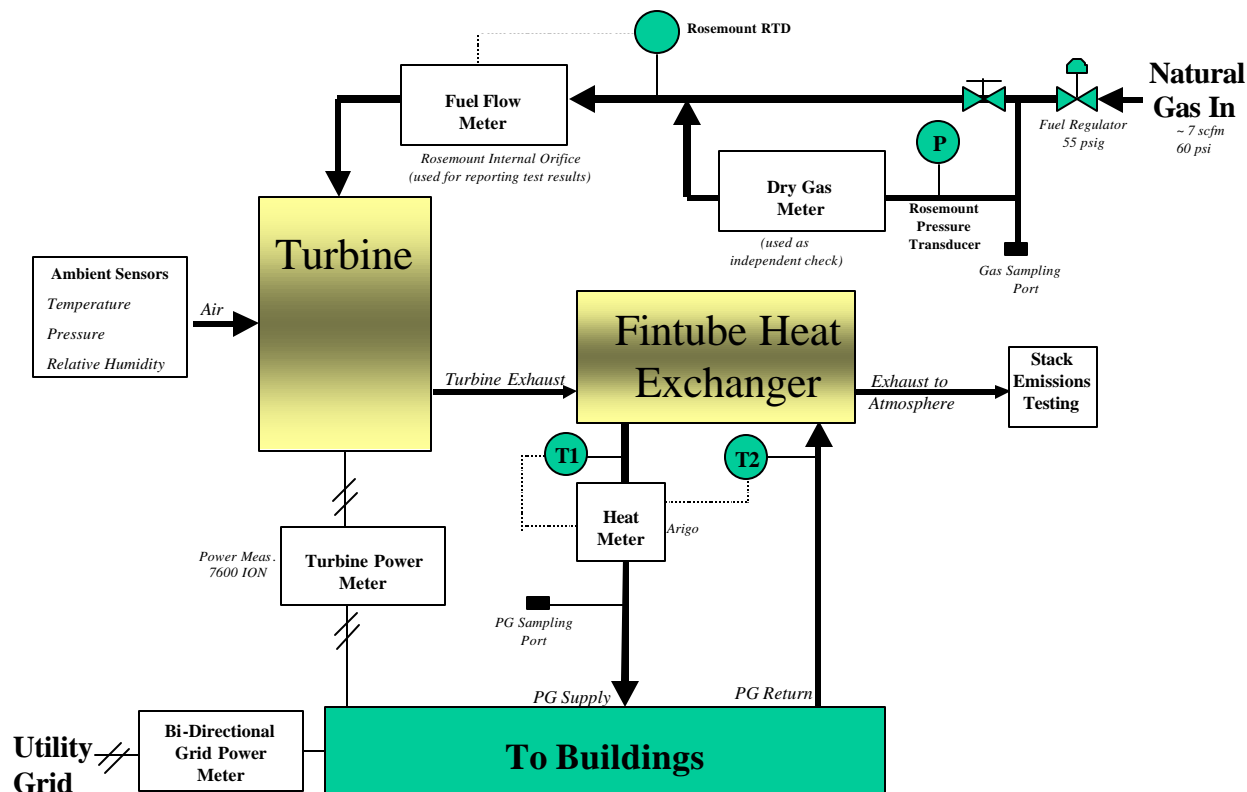 Rosemount RTD
Natural
Gas In
~ 7 scfm
60 psi
Fuel Regulator
55 psig
Fuel Flow
Meter
Rosemount Internal Orifice
(used for reporting test results)
P
Dry Gas
Meter
(used as
independent check)
Rosemount
Pressure
Transducer
Gas Sampling
Port
Turbine
Ambient Sensors
Temperature
Pressure
Relative Humidity
Air
Fintube Heat
Exchanger
Turbine Exhaust
Exhaust to
Atmosphere
Stack
Emissions
Testing
T1
T2
Heat
Meter
Arigo
Power Meas.
7600 ION
Turbine Power
Meter
PG Sampling
Port
PG Supply
PG Return
Utility
Grid
Bi-Directional
Grid Power
Meter
To Buildings